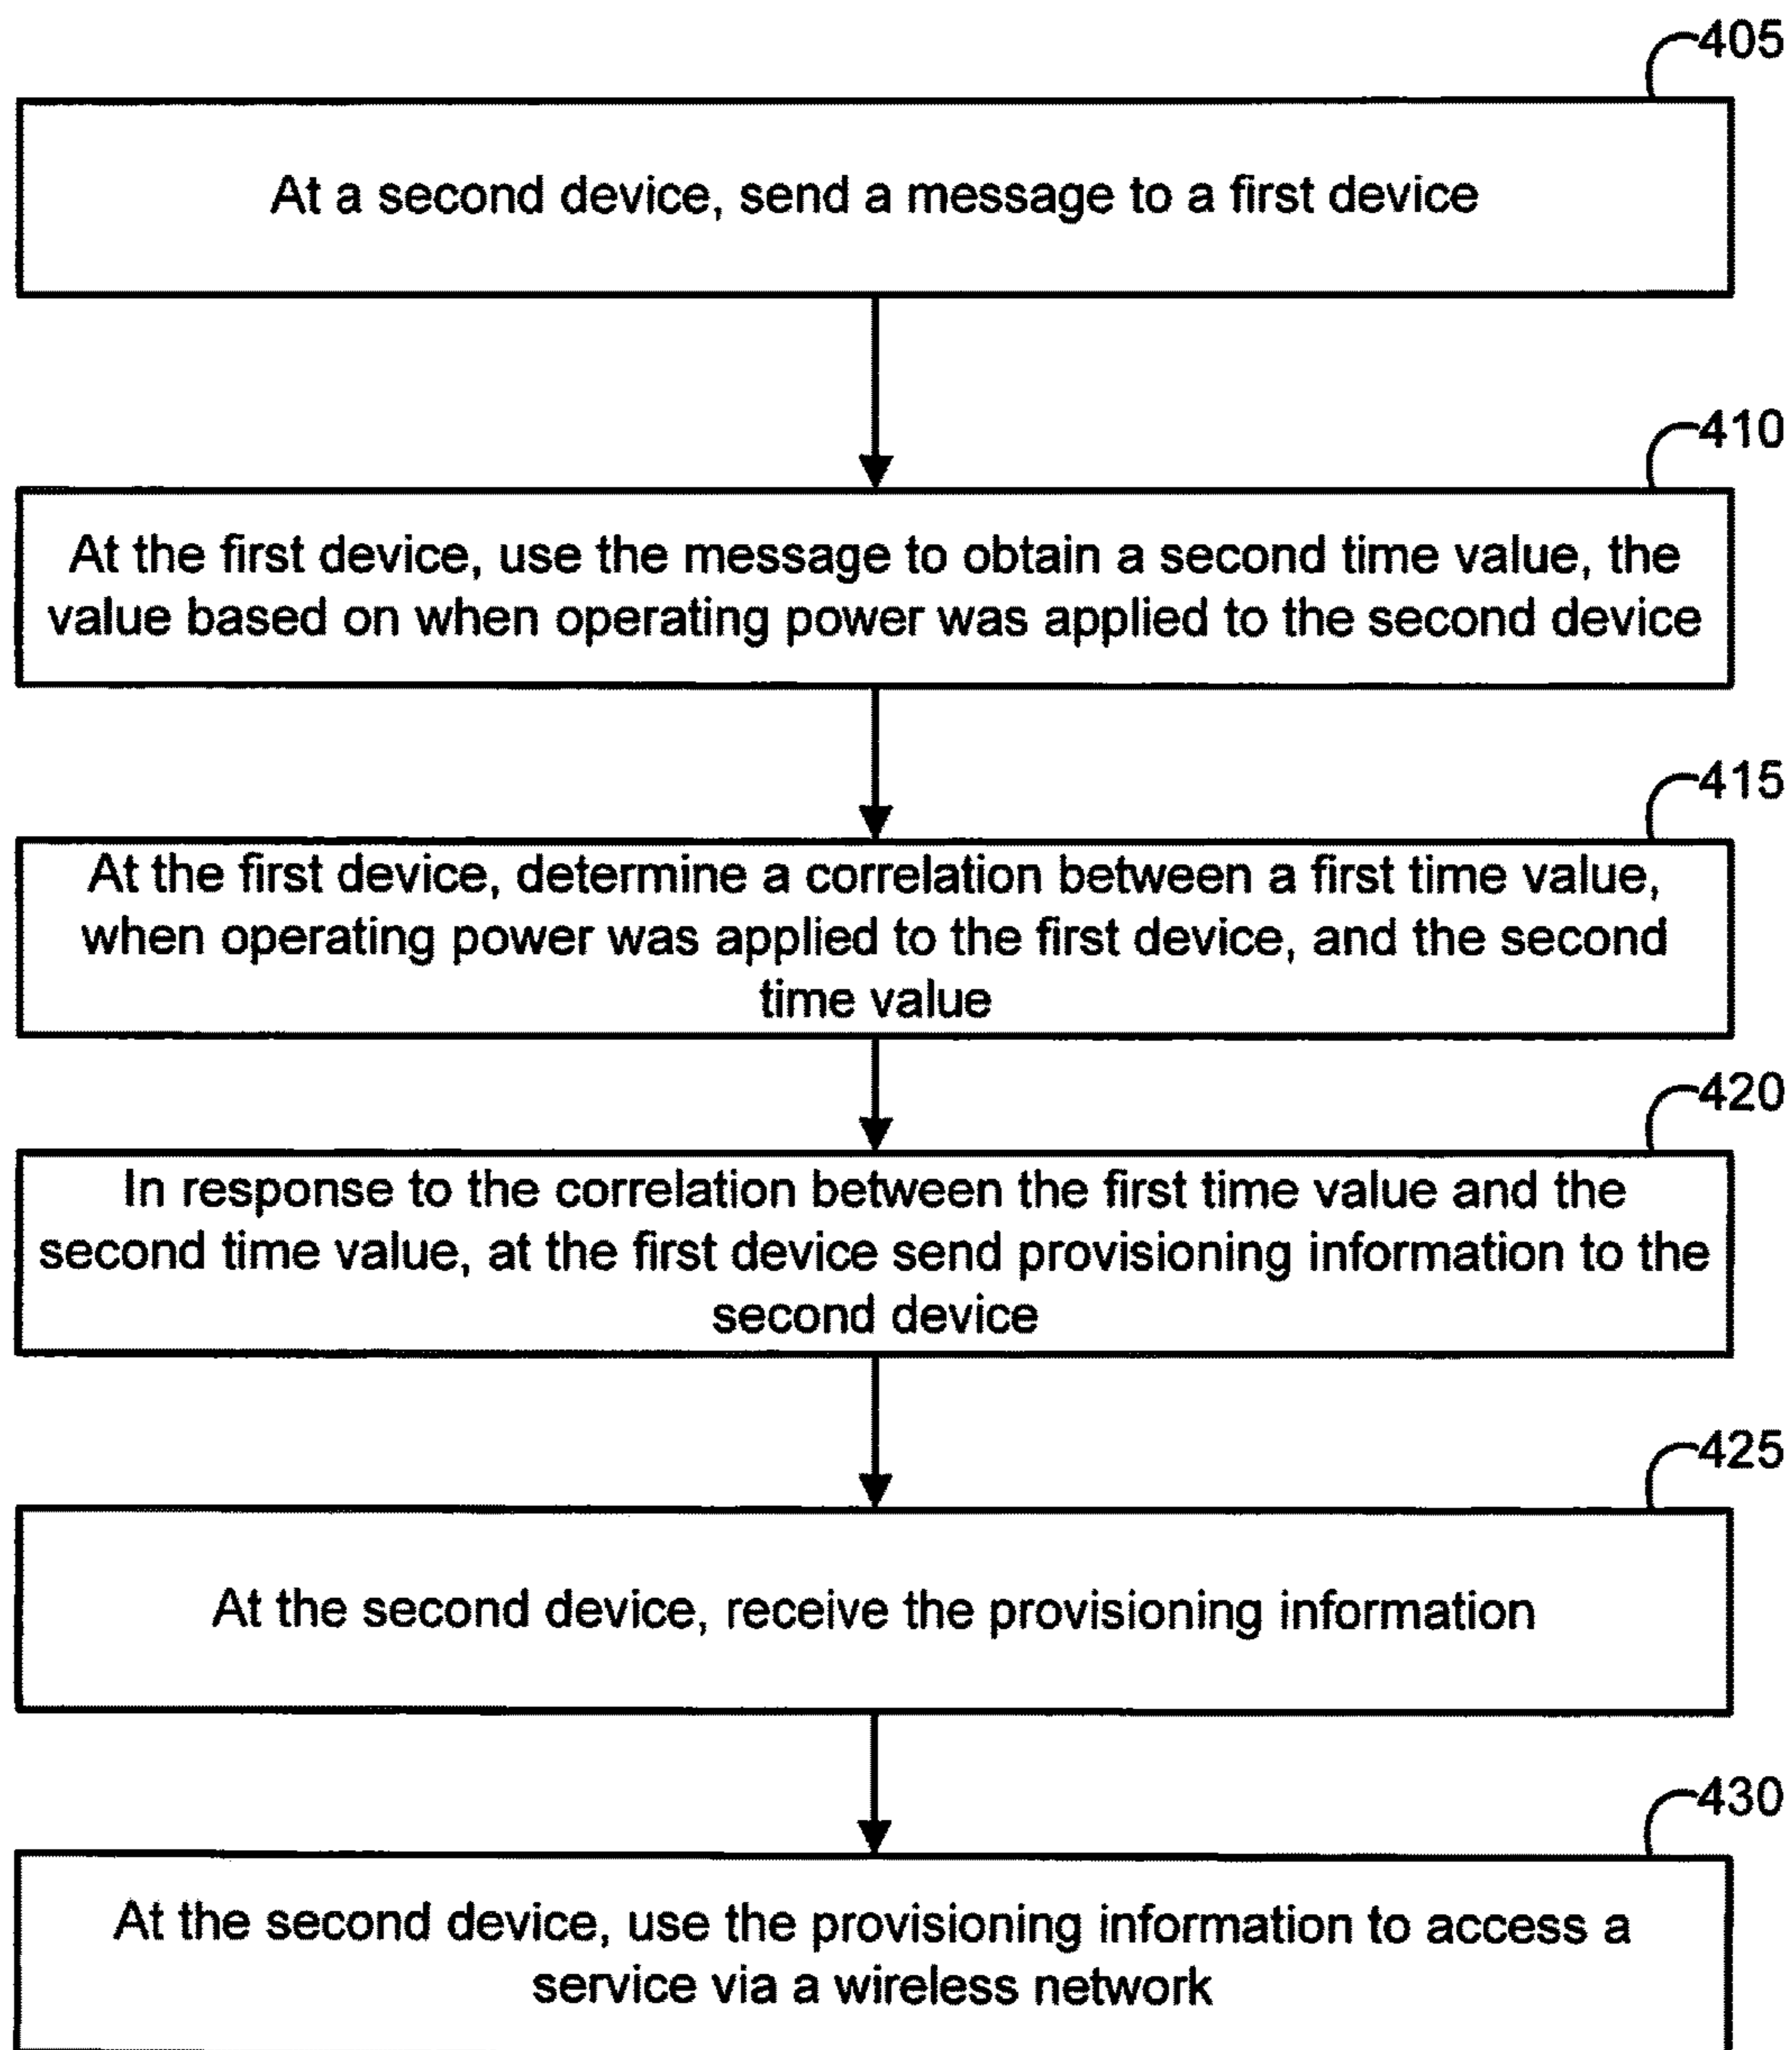 405
At a second device, send a message to a first device
410
At the first device, use the message to obtain a second time value, the
value based on when operating power was applied to the second device
415
At the first device, determine a correlation between a first time value,
when operating power was applied to the first device, and the second
time value
420
In response to the correlation between the first time value and the
second time value, at the first device send provisioning information to the
second device
425
At the second device, receive the provisioning information
430
At the second device, use the provisioning information to access a
service via a wireless network